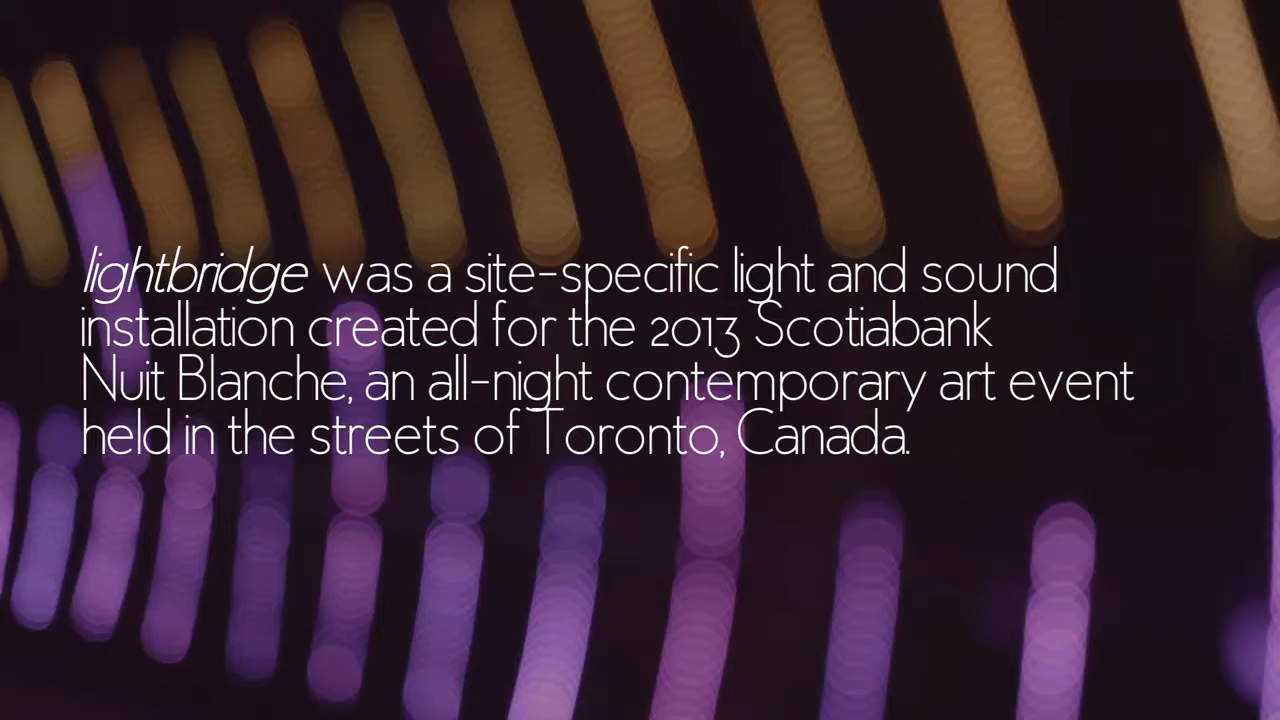 lightbridge was a site-specific light and sound
installation created for the 2013 Scotiabank
Nuit Blanche, an all-night contemporary art event
held in the streets of Toronto, Canada.